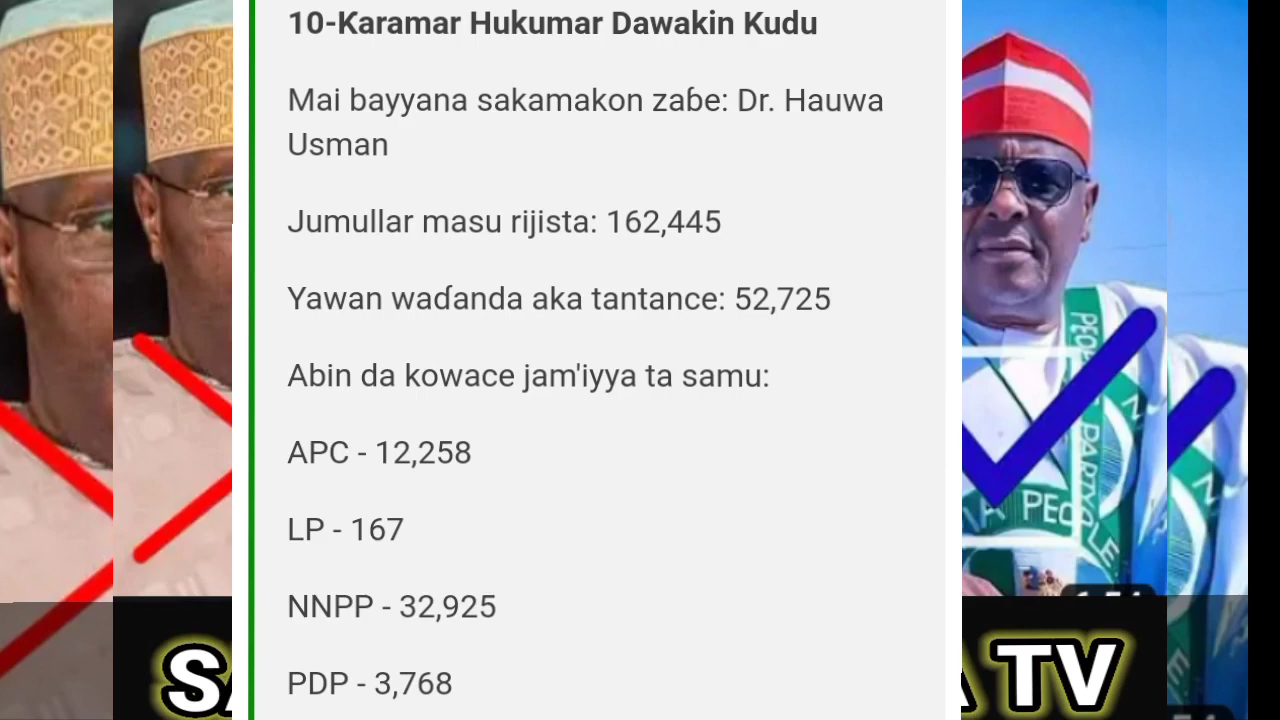 10-Karamar Hukumar Dawakin Kudu
Mai bayyana sakamakon zaɓe: Dr. Hauwa
Usman
Jumullar masu rijista: 162,445
Yawan waɗanda aka tantance: 52,725
Abin da kowace jam'iyya ta samu:
APC - 12,258
LP - 167
NNPP - 32,925
PDP - 3,768
TV